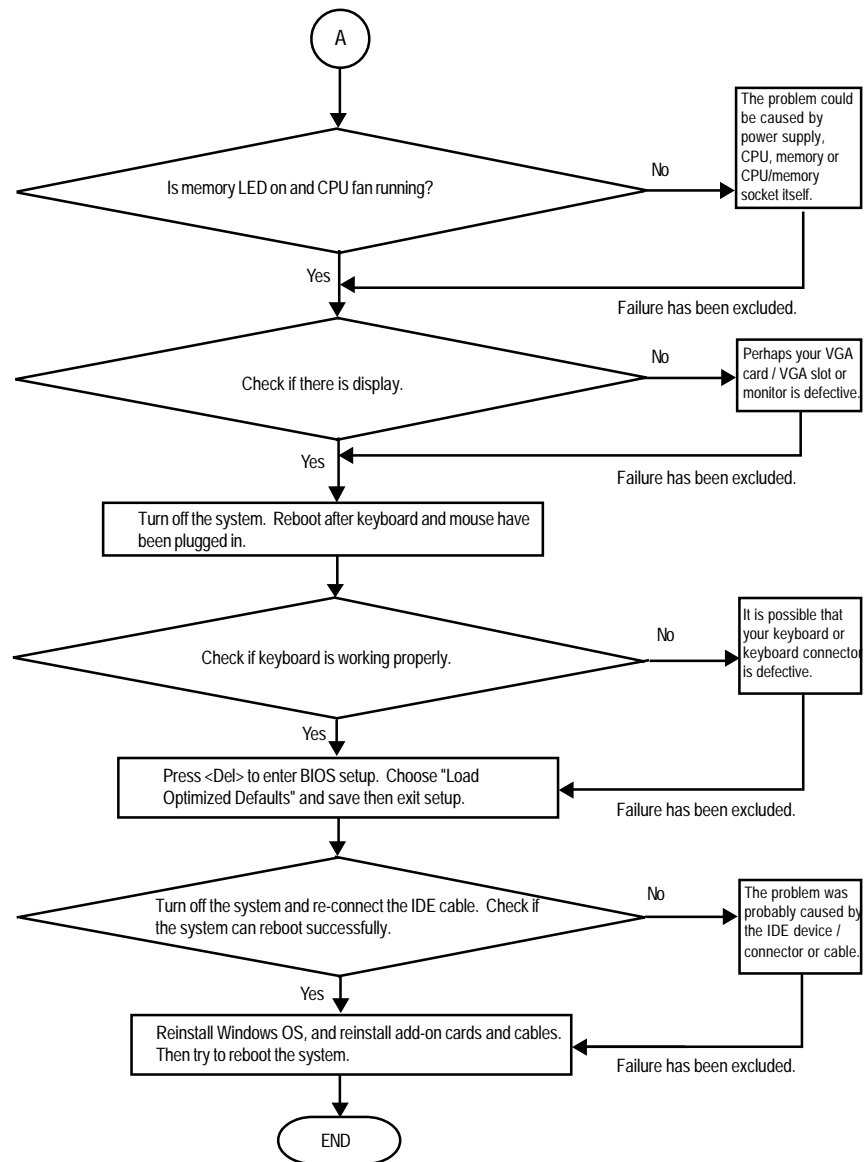 A
Is memory LED on and CPU fan running?
No
The problem could
be caused by
power supply,
CPU, memory or
CPU/memory
socket itself.
Yes
Failure has been excluded.
Check if there is display.
No
Perhaps your VGA
card / VGA slot or
monitor is defective.
Yes
Failure has been excluded.
Turn off the system. Reboot after keyboard and mouse have
been plugged in.
Check if keyboard is working properly.
No
It is possible that
your keyboard or
keyboard connector
is defective.
Yes
Press <Del> to enter BIOS setup. Choose "Load
Optimized Defaults" and save then exit setup.
Failure has been excluded.
Turn off the system and re-connect the IDE cable. Check if
the system can reboot successfully.
No
The problem was
probably caused by
the IDE device /
connector or cable.
Yes
Reinstall Windows OS, and reinstall add-on cards and cables.
Then try to reboot the system.
Failure has been excluded.
END